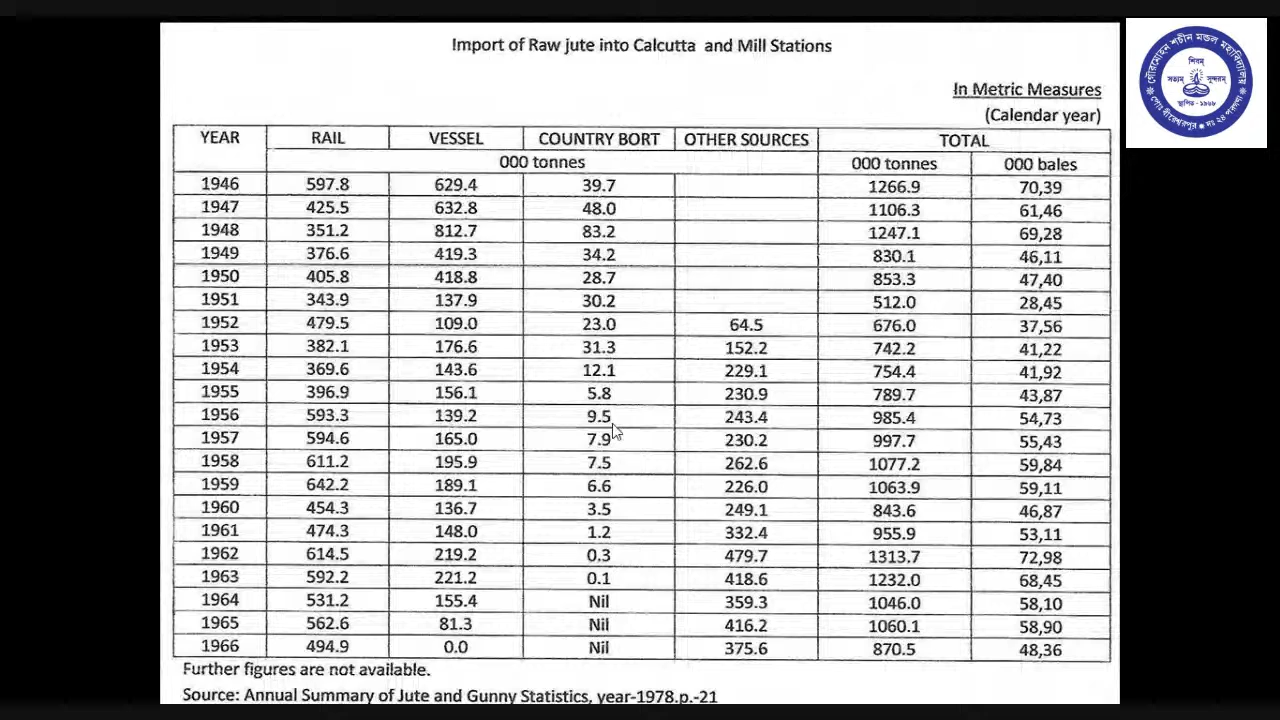 Import of Raw jute into Calcutta and Mill Stations
In Metric Measures
(Calendar year)
YEAR RAIL VESSEL COUNTRY BORT OTHER SOURCES TOTAL
000 tonnes 000 tonnes 000 bales
1946 597.8 629.4 39.7 1266.9 70,39
1947 425.5 632.8 48.0 1106.3 61,46
1948 351.2 812.7 83.2 1247.1 69,28
1949 376.6 419.3 34.2 830.1 46,11
1950 405.8 418.8 28.7 853.3 47,40
1951 343.9 137.9 30.2 512.0 28,45
1952 479.5 109.0 23.0 64.5 676.0 37,56
1953 382.1 176.6 31.3 152.2 742.2 41,22
1954 369.6 143.6 12.1 229.1 754.4 41,92
1955 396.9 156.1 5.8 230.9 789.7 43,87
1956 593.3 139.2 9.5 243.4 985.4 54,73
1957 594.6 165.0 7.9 230.2 997.7 55,43
1958 611.2 195.9 7.5 262.6 1077.2 59,84
1959 642.2 189.1 6.6 226.0 1063.9 59,11
1960 454.3 136.7 3.5 249.1 843.6 46,87
1961 474.3 148.0 1.2 332.4 955.9 53,11
1962 614.5 219.2 0.3 479.7 1313.7 72,98
1963 592.2 221.2 0.1 418.6 1232.0 68,45
1964 531.2 155.4 Nil 359.3 1046.0 58,10
1965 562.6 81.3 Nil 416.2 1060.1 58,90
1966 494.9 0.0 Nil 375.6 870.5 48,36
Further figures are not available.
Source: Annual Summary of Jute and Gunny Statistics, year-1978.p.-21
গৌরমোহন শচীন মন্ডল মহাবিদ্যালয়
শিবম্
সত্যম্ সুন্দরম্
স্থাপিত - ১৯৬৮